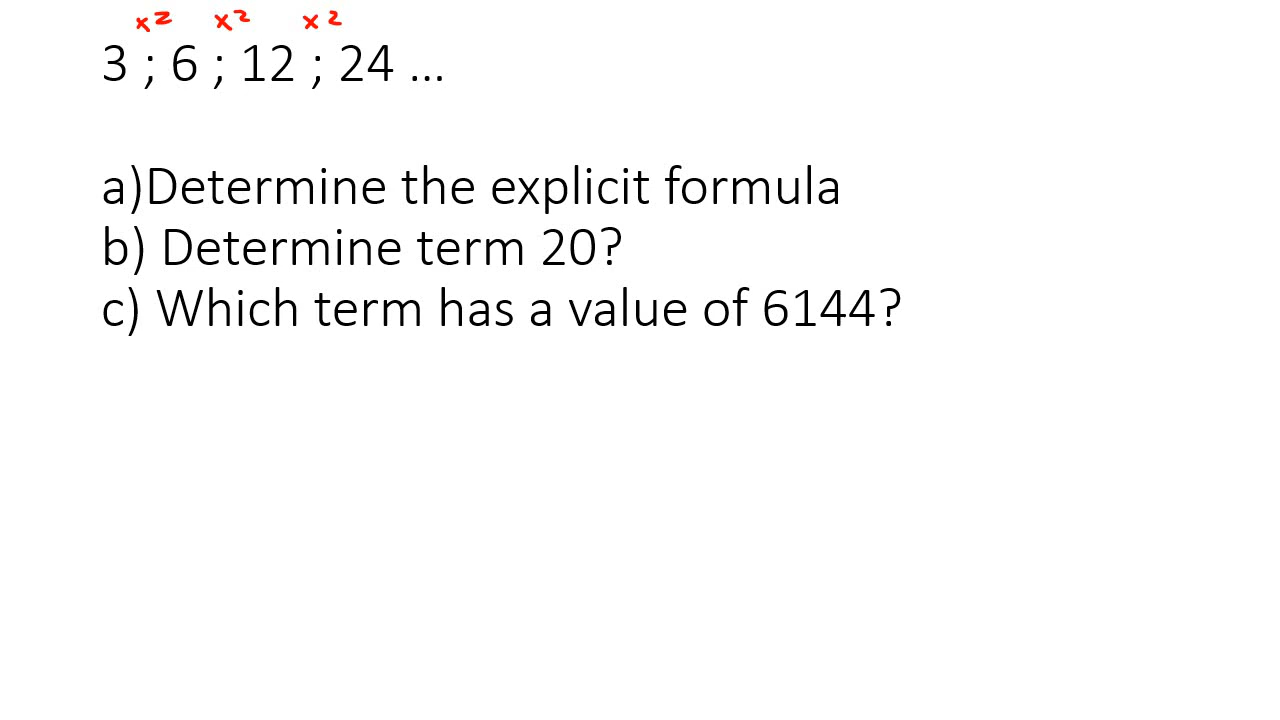 x2 x2 x2
3 ; 6 ; 12 ; 24 ...
a)Determine the explicit formula
b) Determine term 20?
c) Which term has a value of 6144?